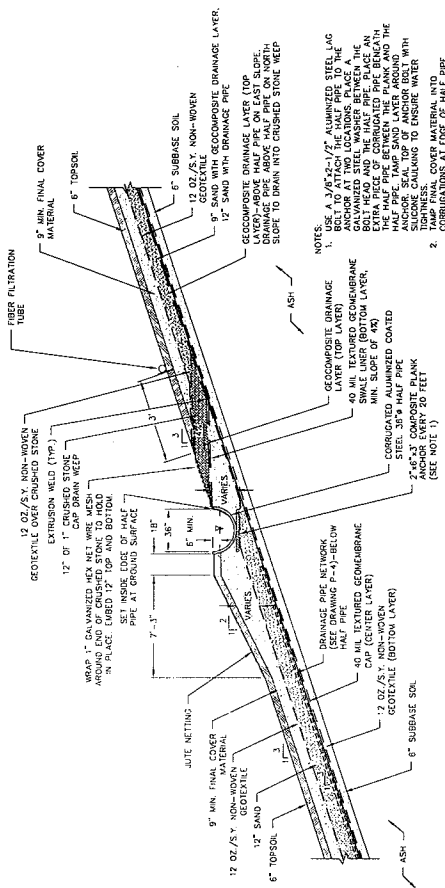 12 OZ./S.Y. NON-WOVEN
GEOTEXTILE OVER CRUSHED STONE
EXTRUSION WELD (TYP.)
12" OF 1" CRUSHED STONE
CAP DRAIN WEEP
WRAP 1" GALVANIZED HEX NET WIRE MESH
AROUND END OF CRUSHED STONE TO HOLD
IN PLACE. EMBED 12" TOP AND BOTTOM.
SET INSIDE EDGE OF HALF
PIPE AT GROUND SURFACE
FIBER FILTRATION
TUBE
9" MIN. FINAL COVER
MATERIAL
6" TOPSOIL
6" SUBBASE SOIL
12 OZ./S.Y. NON-WOVEN
GEOTEXTILE
9" SAND WITH GEOCOMPOSITE DRAINAGE LAYER,
12" SAND WITH DRAINAGE PIPE
GEOCOMPOSITE DRAINAGE LAYER (TOP
LAYER)-ABOVE HALF PIPE ON EAST SLOPE.
DRAINAGE PIPE ABOVE HALF PIPE ON NORTH
SLOPE TO DRAIN INTO CRUSHED STONE WEEP
3'
3
1
18"
36"
6" MIN.
VARIES
7'-3"
VARIES
2
1
JUTE NETTING
9" MIN. FINAL COVER
MATERIAL
12 OZ./S.Y. NON-WOVEN
GEOTEXTILE
12" SAND
6" TOPSOIL
3
1
3
1
ASH
ASH
GEOCOMPOSITE DRAINAGE
LAYER (TOP LAYER)
40 MIL TEXTURED GEOMEMBRANE
SWALE LINER (BOTTOM LAYER,
MIN. SLOPE OF 4%)
CORRUGATED ALUMINIZED COATED
STEEL 36"ø HALF PIPE
2"x6"x3' COMPOSITE PLANK
ANCHOR EVERY 20 FEET
(SEE NOTE 1)
DRAINAGE PIPE NETWORK
(SEE DRAWING P-4)-BELOW
HALF PIPE
40 MIL TEXTURED GEOMEMBRANE
CAP (CENTER LAYER)
12 OZ./S.Y. NON-WOVEN
GEOTEXTILE (BOTTOM LAYER)
6" SUBBASE SOIL
NOTES:
1. USE A 3/8"x2-1/2" ALUMINIZED STEEL LAG
BOLT TO ATTACH THE HALF PIPE TO THE
ANCHOR AT TWO LOCATIONS. PLACE A
GALVANIZED STEEL WASHER BETWEEN THE
BOLT HEAD AND THE HALF PIPE. PLACE AN
EXTRA PIECE OF CORRUGATED PIPE BENEATH
THE HALF PIPE BETWEEN THE PLANK AND THE
HALF PIPE. TAMP SAND LAYER AROUND
ANCHOR. SEAL TOP OF ANCHOR BOLT WITH
SILICONE CAULKING TO ENSURE WATER
TIGHTNESS.
2. TAMP FINAL COVER MATERIAL INTO
CORRUGATIONS AT EDGE OF HALF PIPE